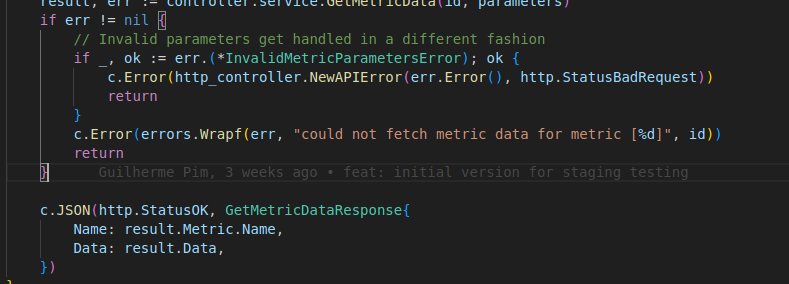 result, err := controller.service.GetMetricData(id, parameters)
if err != nil {
// Invalid parameters get handled in a different fashion
if _, ok := err.(*InvalidMetricParametersError); ok {
c.Error(http_controller.NewAPIError(err.Error(), http.StatusBadRequest))
return
}
c.Error(errors.Wrapf(err, "could not fetch metric data for metric [%d]", id))
return
} Guilherme Pim, 3 weeks ago • feat: initial version for staging testing
c.JSON(http.StatusOK, GetMetricDataResponse{
Name: result.Metric.Name,
Data: result.Data,
})